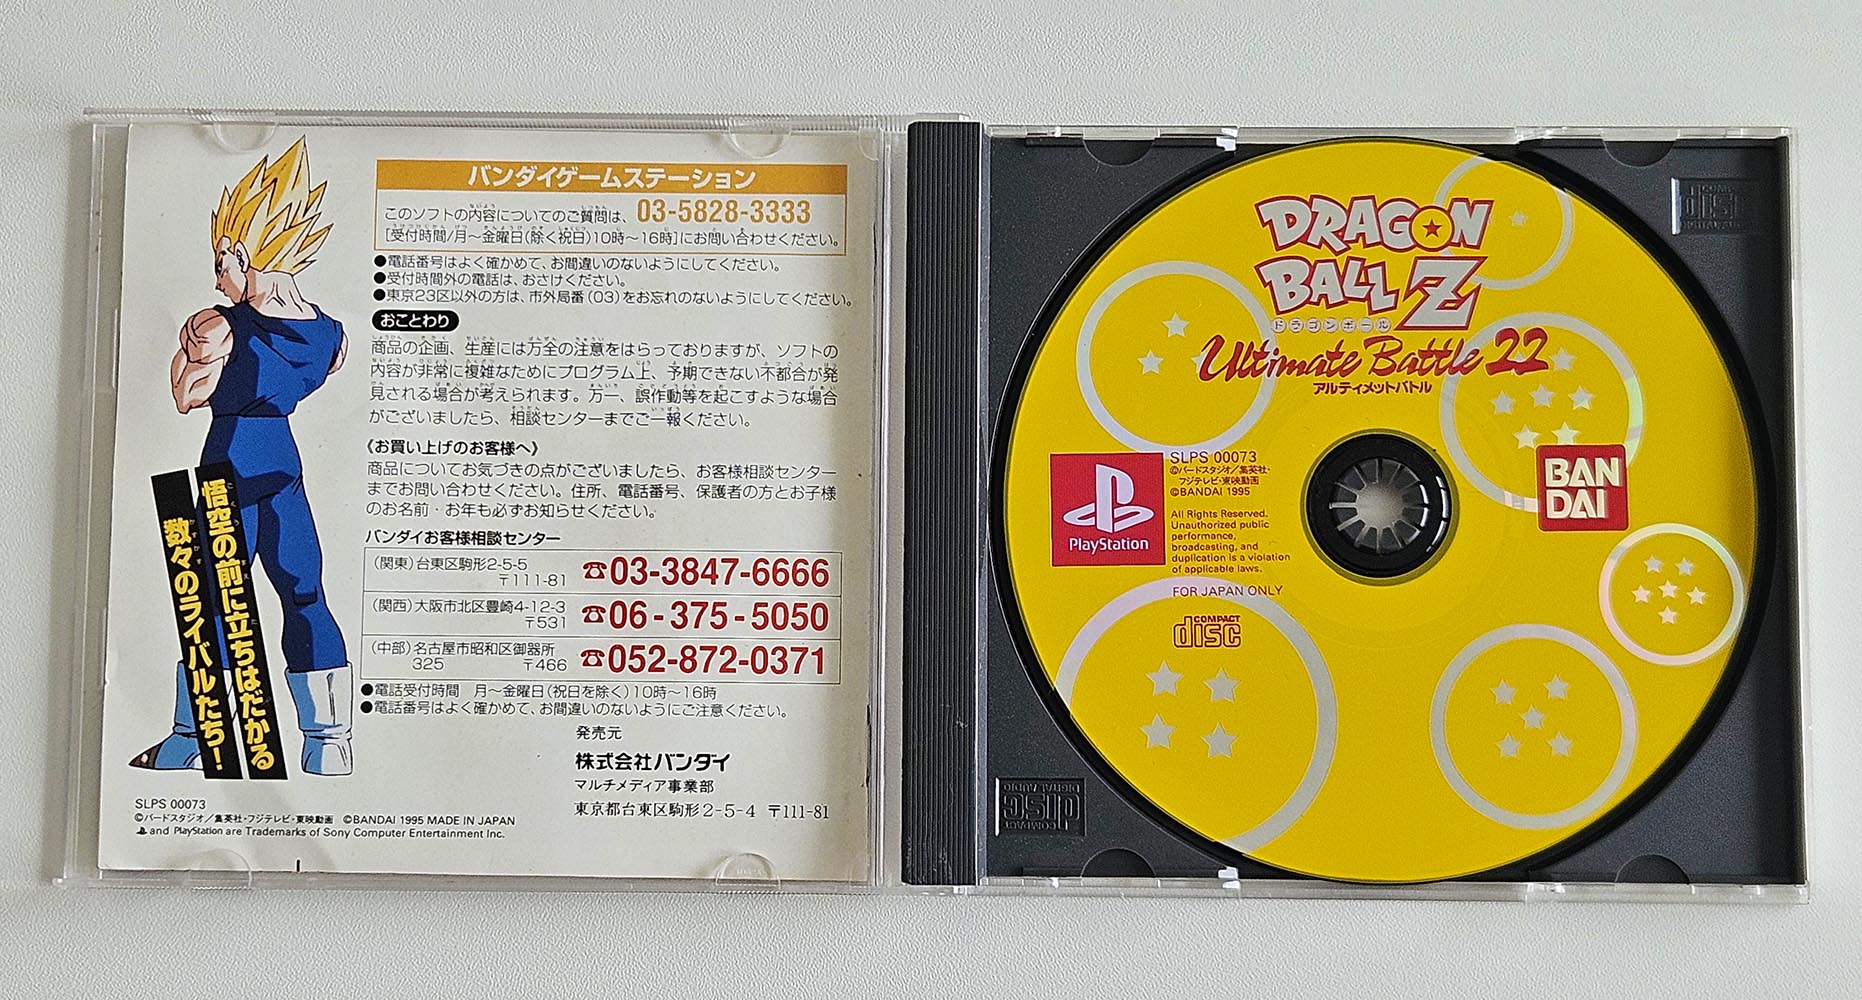 バンダイゲームステーション
このソフトの内容についてのご質問は、03-5828-3333
[受付時間/月～金曜日(除く祝日)10時～16時]にお問い合わせください。
●電話番号はよく確かめて、お間違いのないようにしてください。
●受付時間外の電話は、おさけください。
●東京23区以外の方は、市外局番(03)をお忘れのないようにしてください。
おことわり
商品の企画、生産には万全の注意をはらっておりますが、ソフトの
内容が非常に複雑なためにプログラム上、予期できない不都合が発
見される場合が考えられます。万一、誤作動等を起こすような場合
がございましたら、相談センターまでご一報ください。
《お買い上げのお客様へ》
商品についてお気づきの点がございましたら、お客様相談センター
までお問い合わせください。住所、電話番号、保護者の方とお子様
のお名前・お年も必ずお知らせください。
バンダイお客様相談センター
(関東)台東区駒形2-5-5
〒111-81
☎03-3847-6666
(関西)大阪市北区豊崎4-12-3
〒531
☎06-375-5050
(中部)名古屋市昭和区御器所
325 〒466
☎052-872-0371
●電話受付時間 月～金曜日(祝日を除く)10時～16時
●電話番号はよく確かめて、お間違いのないようにご注意ください。
発売元
株式会社バンダイ
マルチメディア事業部
東京都台東区駒形2-5-4 〒111-81
悟空の前に立ちはだかる
数々のライバルたち!
SLPS 00073
©バードスタジオ/集英社・フジテレビ・東映動画 ©BANDAI 1995 MADE IN JAPAN
and PlayStation are Trademarks of Sony Computer Entertainment Inc.
DRAGON
BALL Z
ドラゴンボール
Ultimate Battle 22
アルティメットバトル
PlayStation
SLPS 00073
©バードスタジオ/集英社・
フジテレビ・東映動画
©BANDAI 1995
All Rights Reserved.
Unauthorized public
performance,
broadcasting, and
duplication is a violation
of applicable laws.
FOR JAPAN ONLY
COMPACT
disc
BAN
DAI
COMPACT
disc
DIGITAL AUDIO
COMPACT
disc
DIGITAL AUDIO